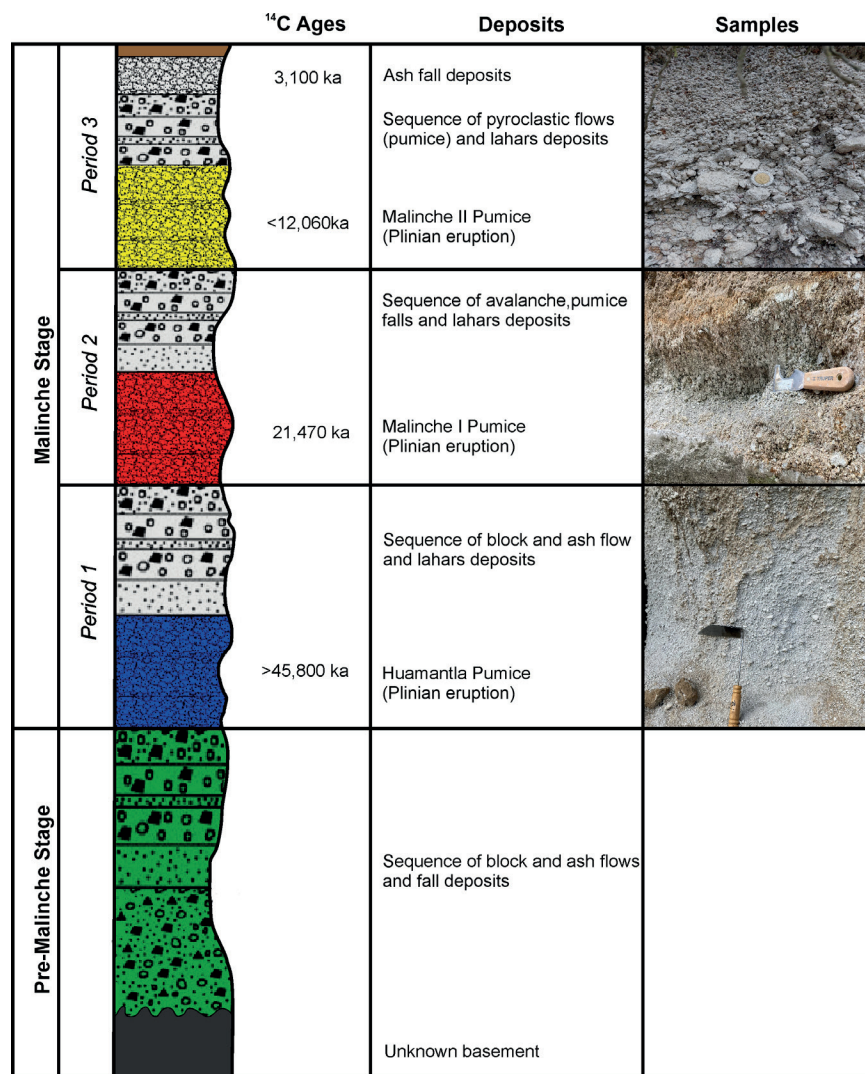 ¹⁴C Ages
Deposits
Samples
Malinche Stage
Period 3
3,100 ka
Ash fall deposits
Sequence of pyroclastic flows
(pumice) and lahars deposits
<12,060ka
Malinche II Pumice
(Plinian eruption)
Period 2
Sequence of avalanche,pumice
falls and lahars deposits
21,470 ka
Malinche I Pumice
(Plinian eruption)
Period 1
Sequence of block and ash flow
and lahars deposits
>45,800 ka
Huamantla Pumice
(Plinian eruption)
Pre-Malinche Stage
Sequence of block and ash flows
and fall deposits
Unknown basement